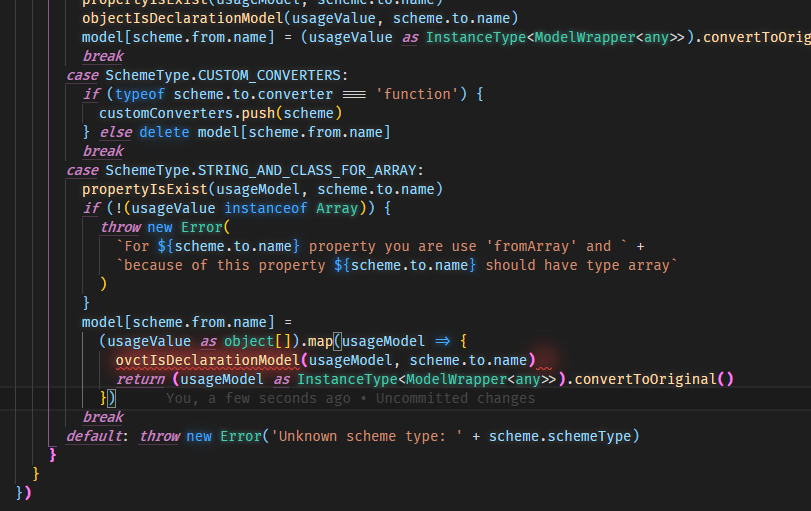 propertyIsExist(usageModel, scheme.to.name)
objectIsDeclarationModel(usageValue, scheme.to.name)
model[scheme.from.name] = (usageValue as InstanceType<ModelWrapper<any>>).convertToOrig
break
case SchemeType.CUSTOM_CONVERTERS:
if (typeof scheme.to.converter === 'function') {
customConverters.push(scheme)
} else delete model[scheme.from.name]
break
case SchemeType.STRING_AND_CLASS_FOR_ARRAY:
propertyIsExist(usageModel, scheme.to.name)
if (!(usageValue instanceof Array)) {
throw new Error(
`For ${scheme.to.name} property you are use 'fromArray' and ` +
`because of this property ${scheme.to.name} should have type array`
)
}
model[scheme.from.name] =
(usageValue as object[]).map(usageModel => {
ovctIsDeclarationModel(usageModel, scheme.to.name)
return (usageModel as InstanceType<ModelWrapper<any>>).convertToOriginal()
}) You, a few seconds ago • Uncommitted changes
break
default: throw new Error('Unknown scheme type: ' + scheme.schemeType)
}
}
})